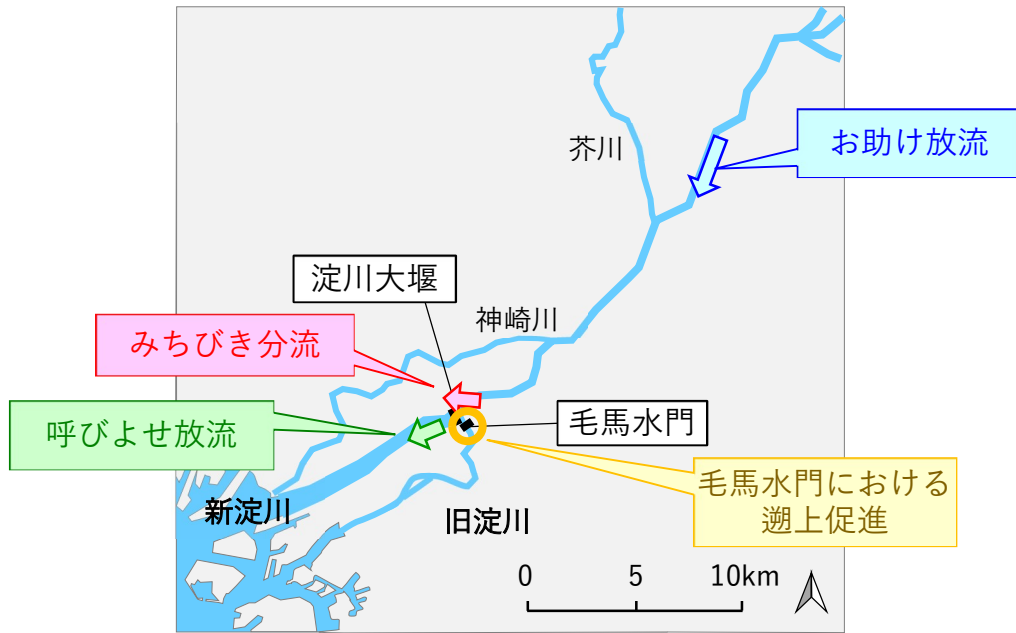 芥川
お助け放流
淀川大堰
神崎川
みちびき分流
呼びよせ放流
毛馬水門
毛馬水門における
遡上促進
新淀川
旧淀川
0 5 10km